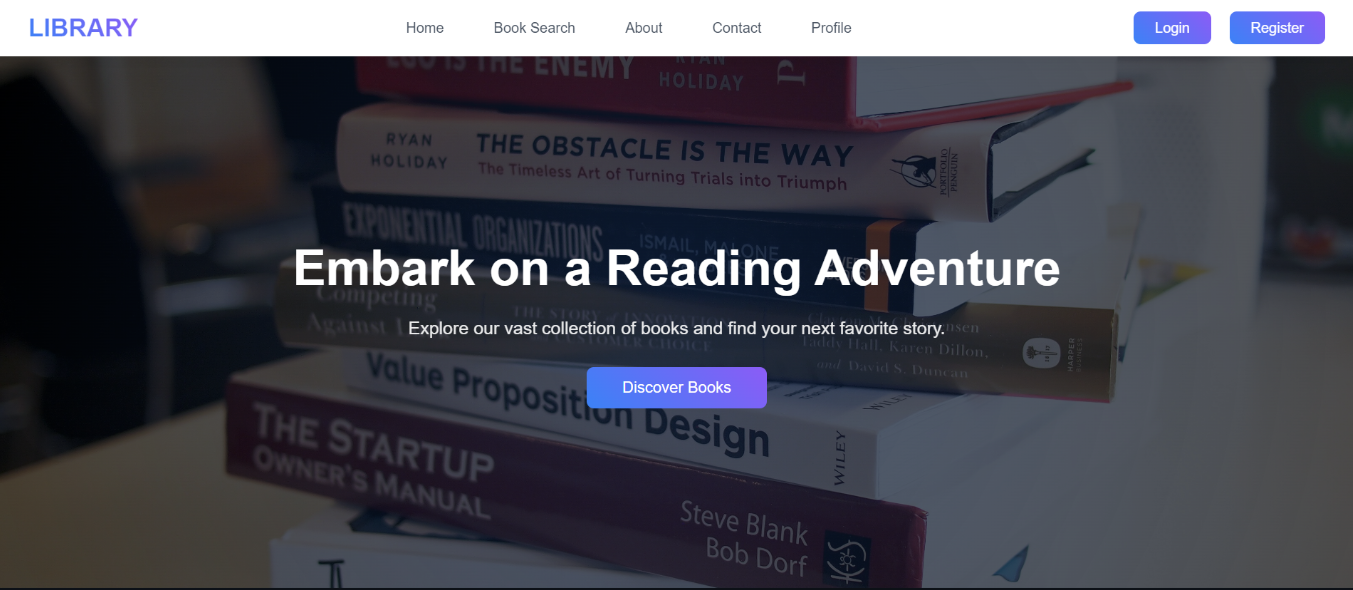 LIBRARY
Home
Book Search
About
Contact
Profile
Login
Register
EGO IS THE ENEMY
RYAN
HOLIDAY
P
RYAN
HOLIDAY
THE OBSTACLE IS THE WAY
The Timeless Art of Turning Trials into Triumph
PORTFOLIO
PENGUIN
EXPONENTIAL ORGANIZATIONS
ISMAIL, MALONE
Embark on a Reading Adventure
Competing
Against
THE STORY of INNOVATION
CUSTOMER CHOICE
Taddy Hall, Karen Dillon,
and David S. Duncan
HARPER
BUSINESS
Explore our vast collection of books and find your next favorite story.
Discover Books
Value Proposition Design
WILEY
WILEY
THE STARTUP
OWNER'S MANUAL
Steve Blank
Bob Dorf